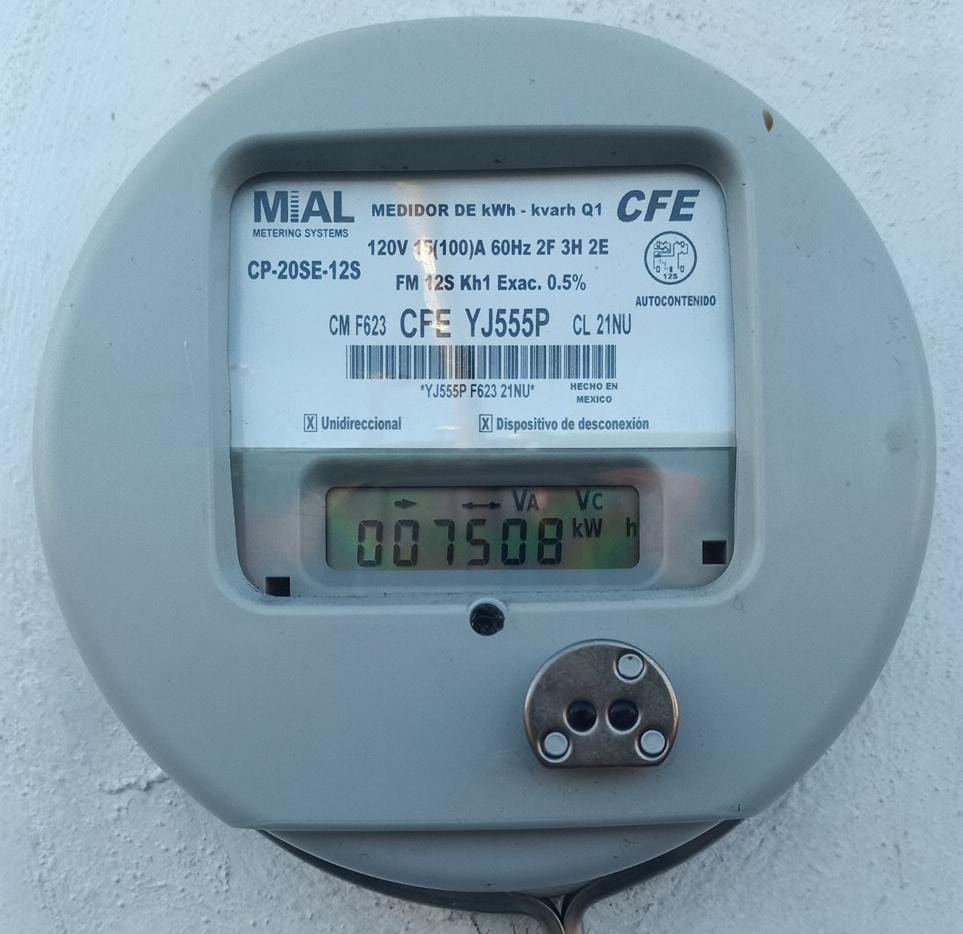 MIAL
METERING SYSTEMS
MEDIDOR DE kWh - kvarh Q1
CFE
120V 15(100)A 60Hz 2F 3H 2E
CP-20SE-12S
FM 12S Kh1 Exac. 0.5%
12S
AUTOCONTENIDO
CM F623 CFE YJ555P CL 21NU
*YJ555P F623 21NU*
HECHO EN
MEXICO
X Unidireccional
X Dispositivo de desconexión
VA VC
007508 kW h